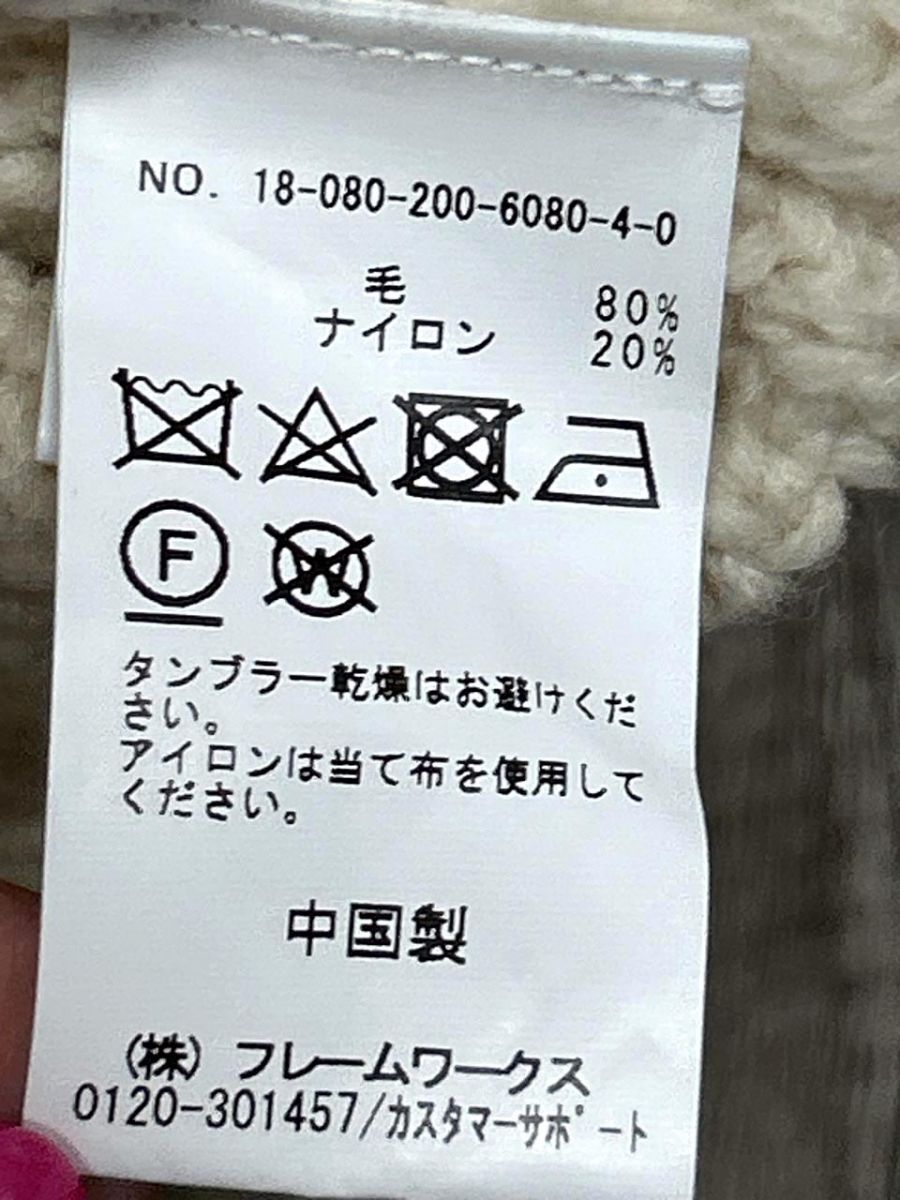 NO. 18-080-200-6080-4-0
毛 80%
ナイロン 20%
F
W
タンブラー乾燥はお避けくだ
さい。
アイロンは当て布を使用して
ください。
中国製
(株) フレームワークス
0120-301457/カスタマーサポート